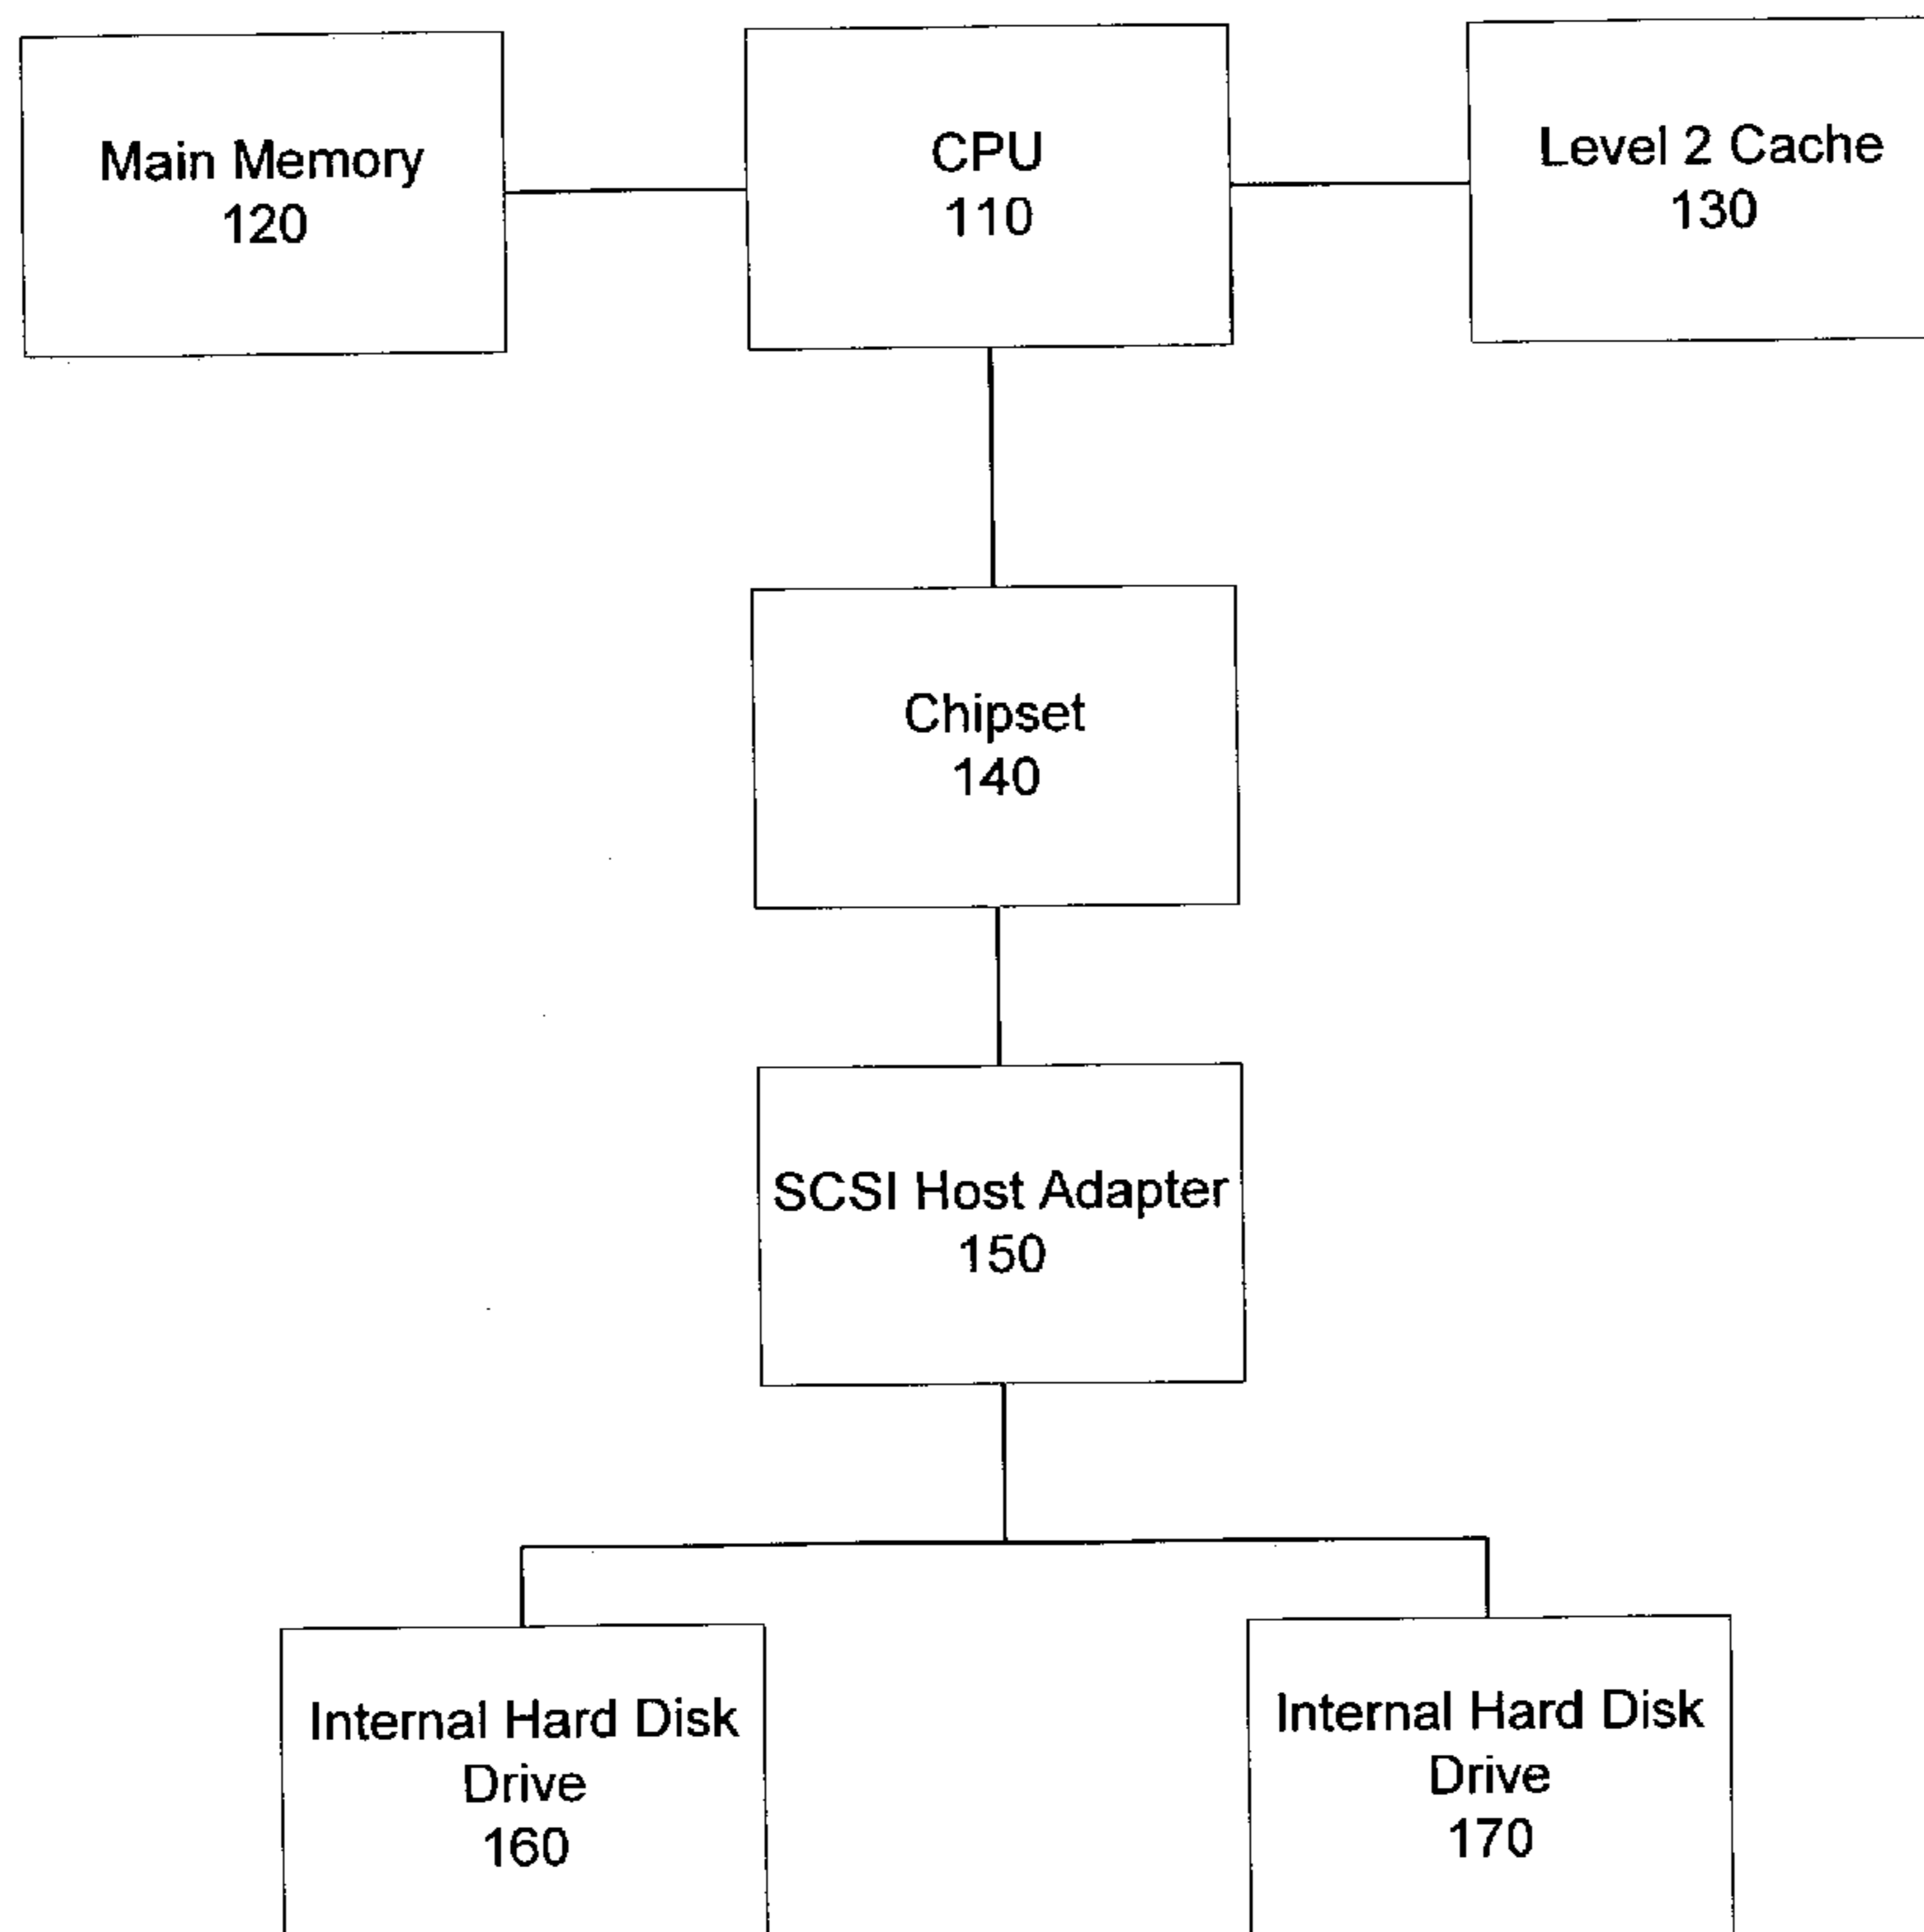 Main Memory
120
CPU
110
Level 2 Cache
130
Chipset
140
SCSI Host Adapter
150
Internal Hard Disk
Drive
160
Internal Hard Disk
Drive
170